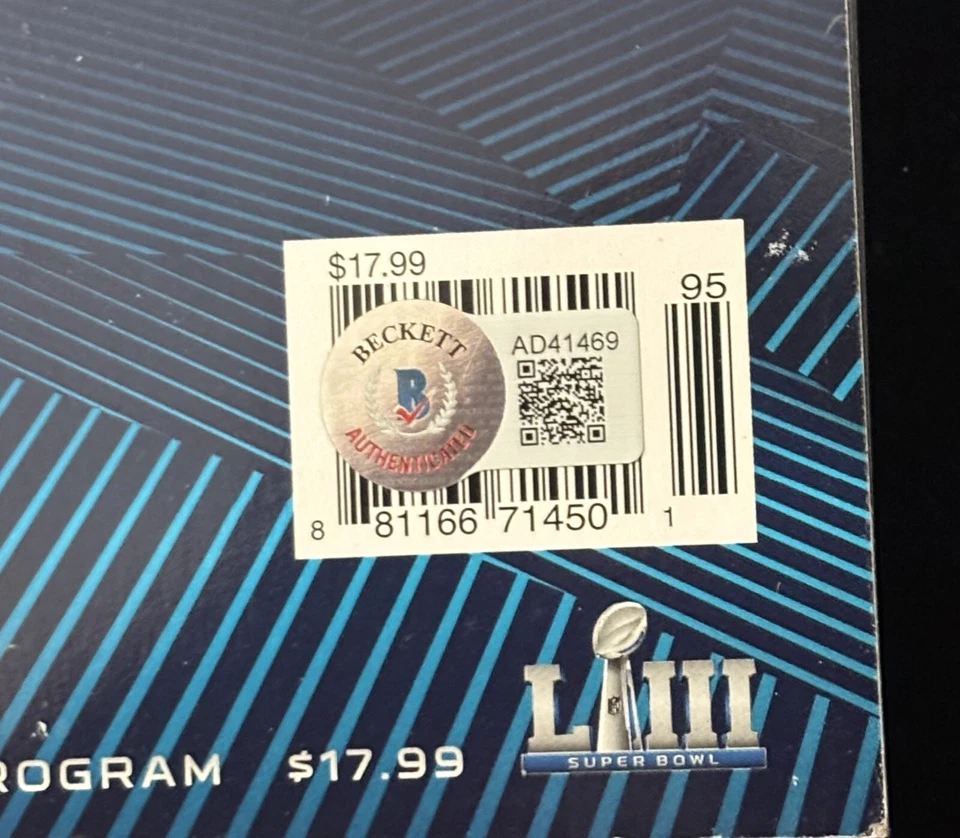 $17.99
95
BECKETT
B
AUTHENTICATED
AD41469
8 81166 71450 1
ROGRAM $17.99
LIII
SUPER BOWL